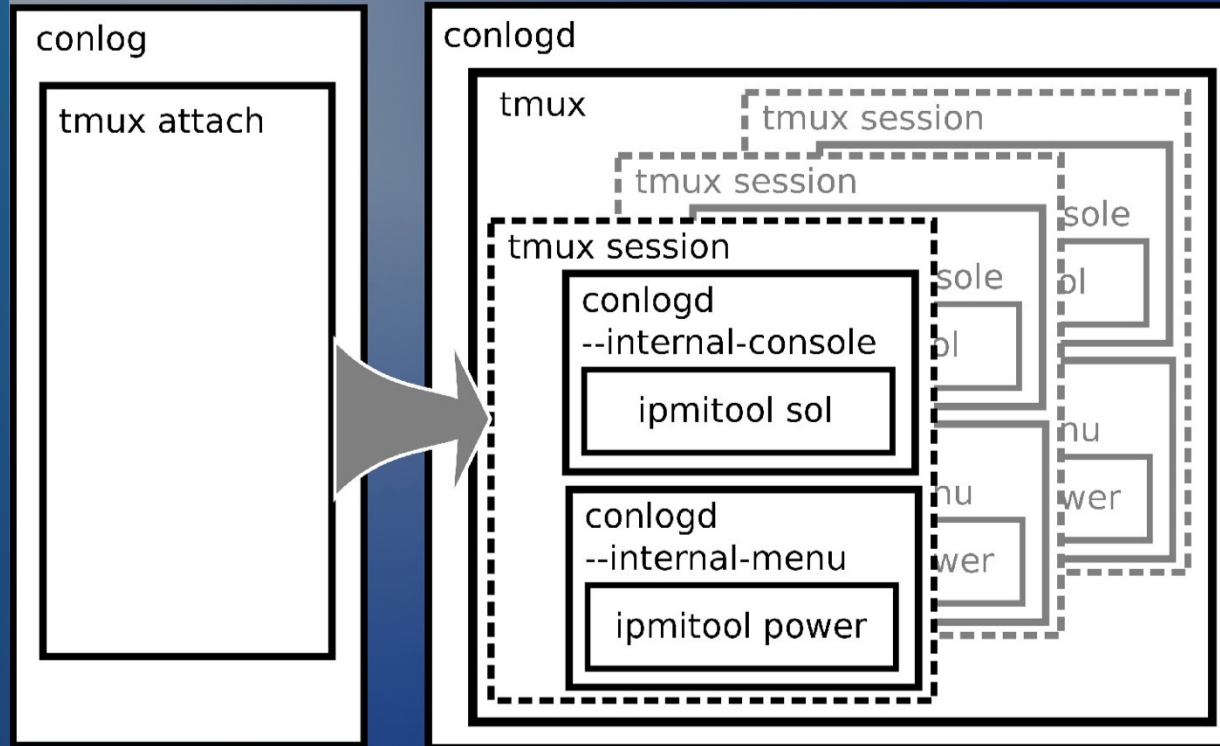 conlog
tmux attach
conlogd
tmux
tmux session
tmux session
tmux session
conlogd
--internal-console
ipmitool sol
conlogd
--internal-menu
ipmitool power
sole
ol
nu
wer
sole
ol
nu
wer